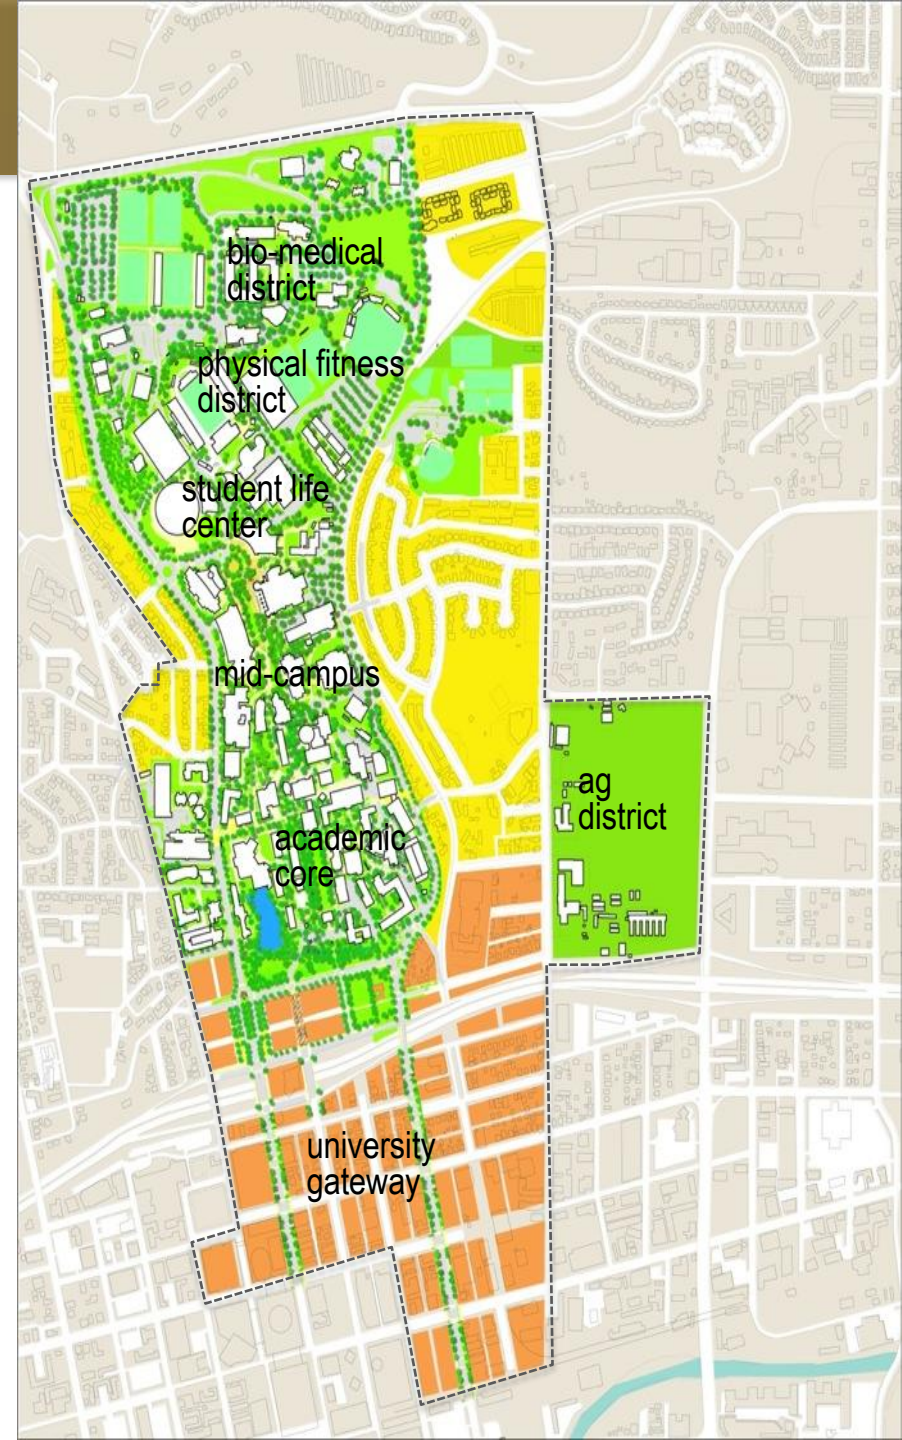 bio-medical
district
physical fitness
district
student life
center
mid-campus
ag
district
academic
core
university
gateway